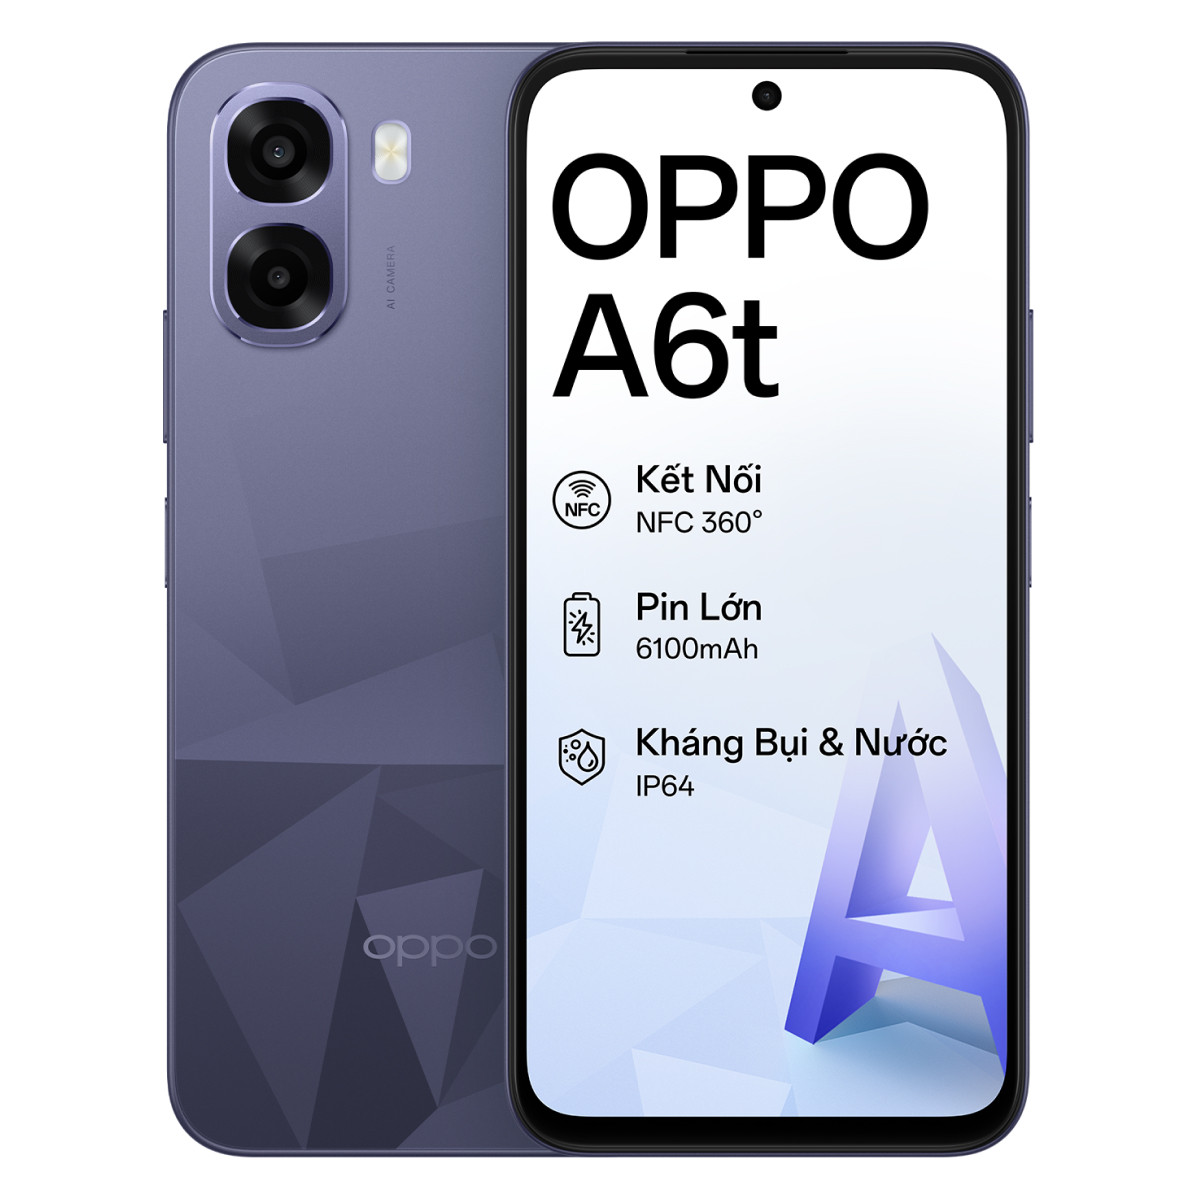 AI CAMERA
oppo
OPPO
A6t
NFC
Kết Nối
NFC 360°
Pin Lớn
6100mAh
Kháng Bụi & Nước
IP64